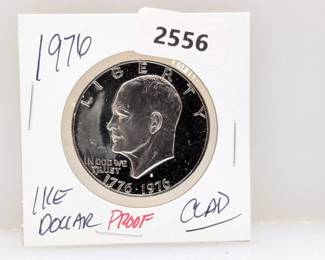 1976
2556
LIBERTY
IN GOD WE
TRUST
1776-1976
IKE
DOLLAR PROOF CLAD